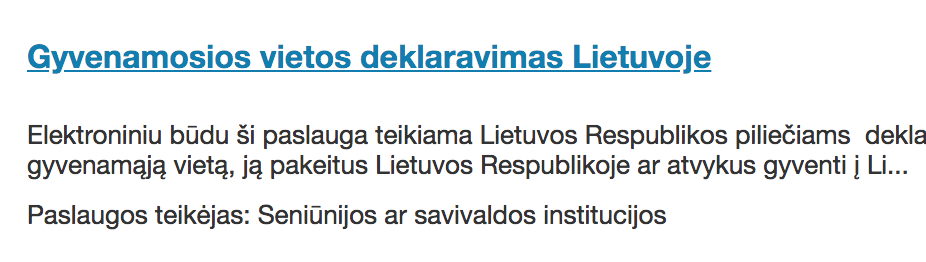 Gyvenamosios vietos deklaravimas Lietuvoje
Elektroniniu būdu ši paslauga teikiama Lietuvos Respublikos piliečiams dekla
gyvenamąją vietą, ją pakeitus Lietuvos Respublikoje ar atvykus gyventi į Li...
Paslaugos teikėjas: Seniūnijos ar savivaldos institucijos